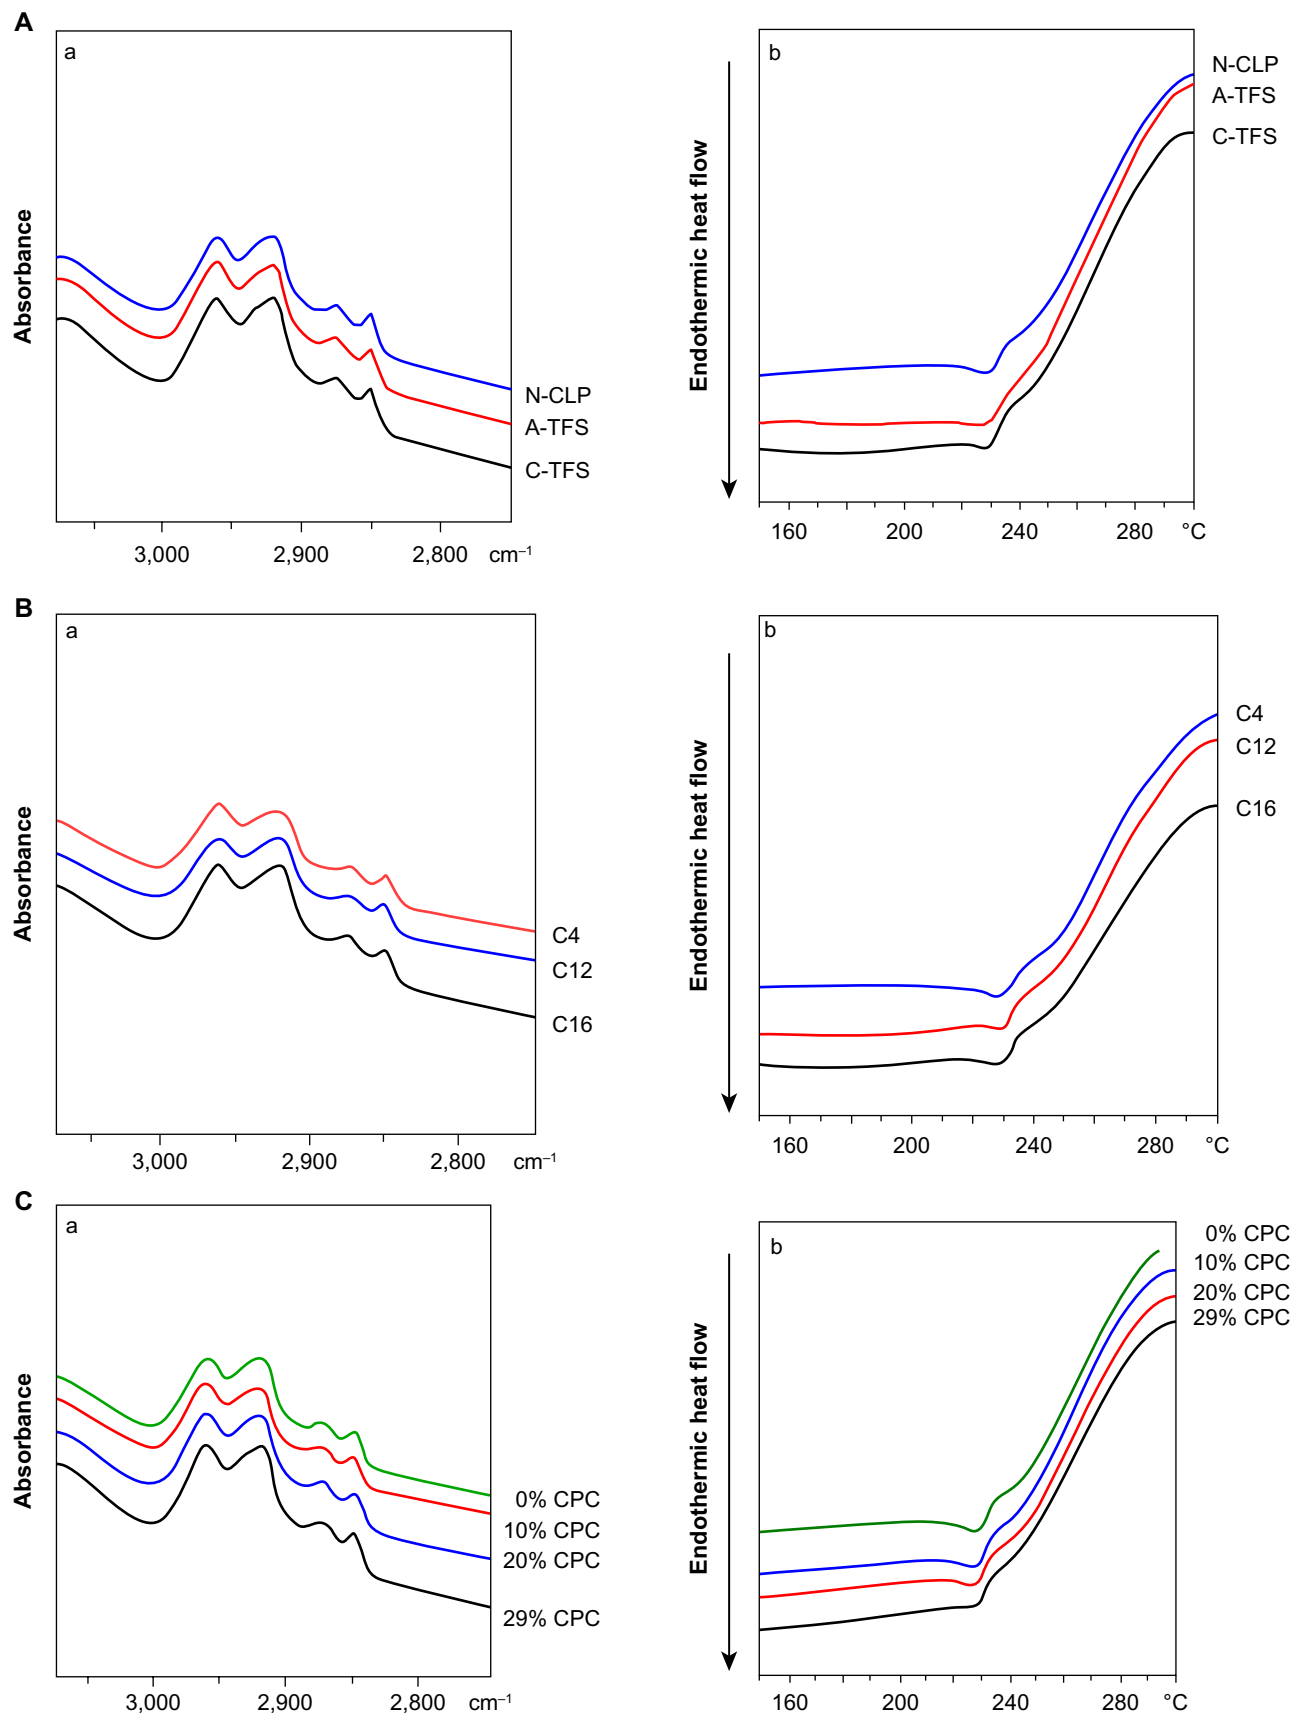 A
a
Absorbance
N-CLP
A-TFS
C-TFS
3,000 2,900 2,800 cm⁻¹
b
Endothermic heat flow
N-CLP
A-TFS
C-TFS
160 200 240 280 °C
B
a
Absorbance
C4
C12
C16
3,000 2,900 2,800 cm⁻¹
b
Endothermic heat flow
C4
C12
C16
160 200 240 280 °C
C
a
Absorbance
0% CPC
10% CPC
20% CPC
29% CPC
3,000 2,900 2,800 cm⁻¹
b
Endothermic heat flow
0% CPC
10% CPC
20% CPC
29% CPC
160 200 240 280 °C